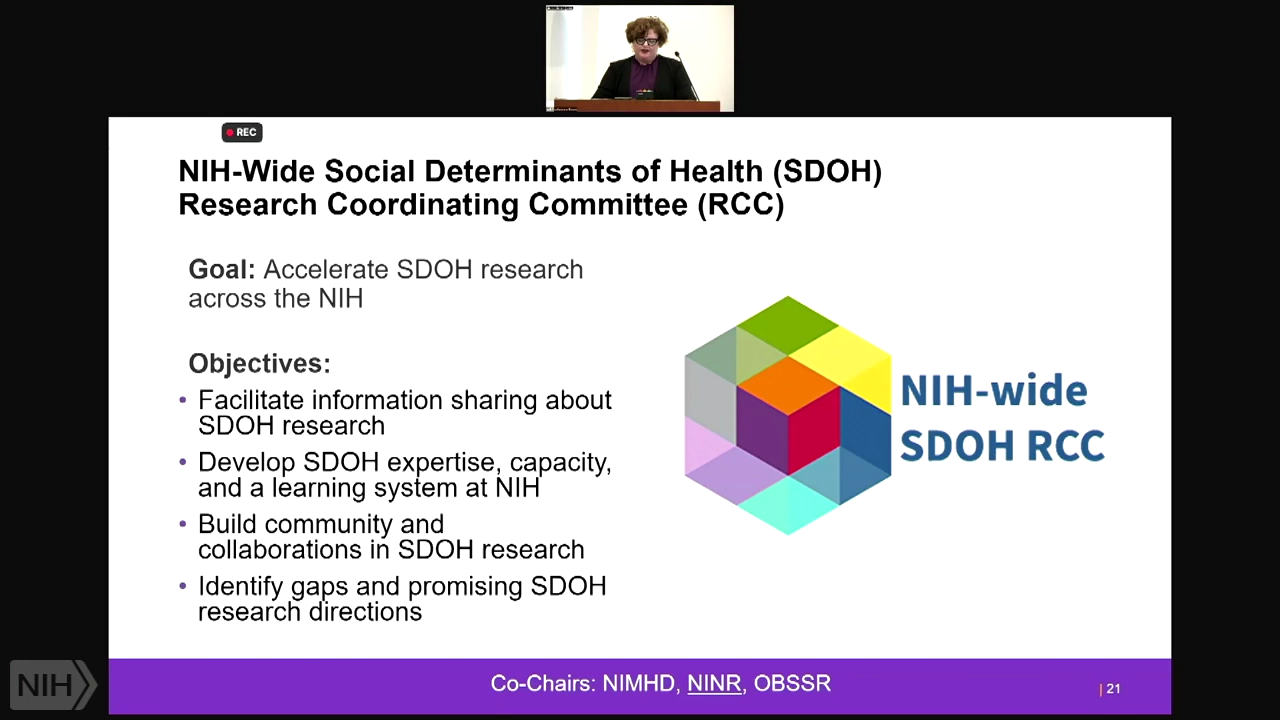 REC
NIH-Wide Social Determinants of Health (SDOH)
Research Coordinating Committee (RCC)
Goal: Accelerate SDOH research
across the NIH
Objectives:
• Facilitate information sharing about
SDOH research
• Develop SDOH expertise, capacity,
and a learning system at NIH
• Build community and
collaborations in SDOH research
• Identify gaps and promising SDOH
research directions
NIH-wide
SDOH RCC
NIH
Co-Chairs: NIMHD, NINR, OBSSR
| 21